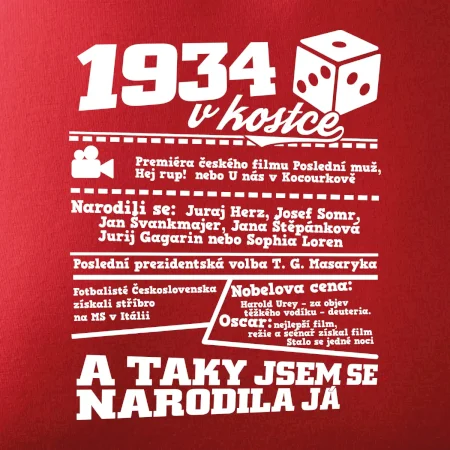 1934
v kostce
Premiéra českého filmu Poslední muž,
Hej rup! nebo U nás v Kocourkově
Narodili se: Juraj Herz, Josef Somr,
Jan Švankmajer, Jana Štěpánková
Jurij Gagarin nebo Sophia Loren
Poslední prezidentská volba T. G. Masaryka
Fotbalisté Československa
získali stříbro
na MS v Itálii
Nobelova cena:
Harold Urey – za objev
těžkého vodíku – deuteria.
Oscar: nejlepší film,
režie a scénář získal film
Stalo se jedné noci
A TAKY JSEM SE
NARODILA JÁ